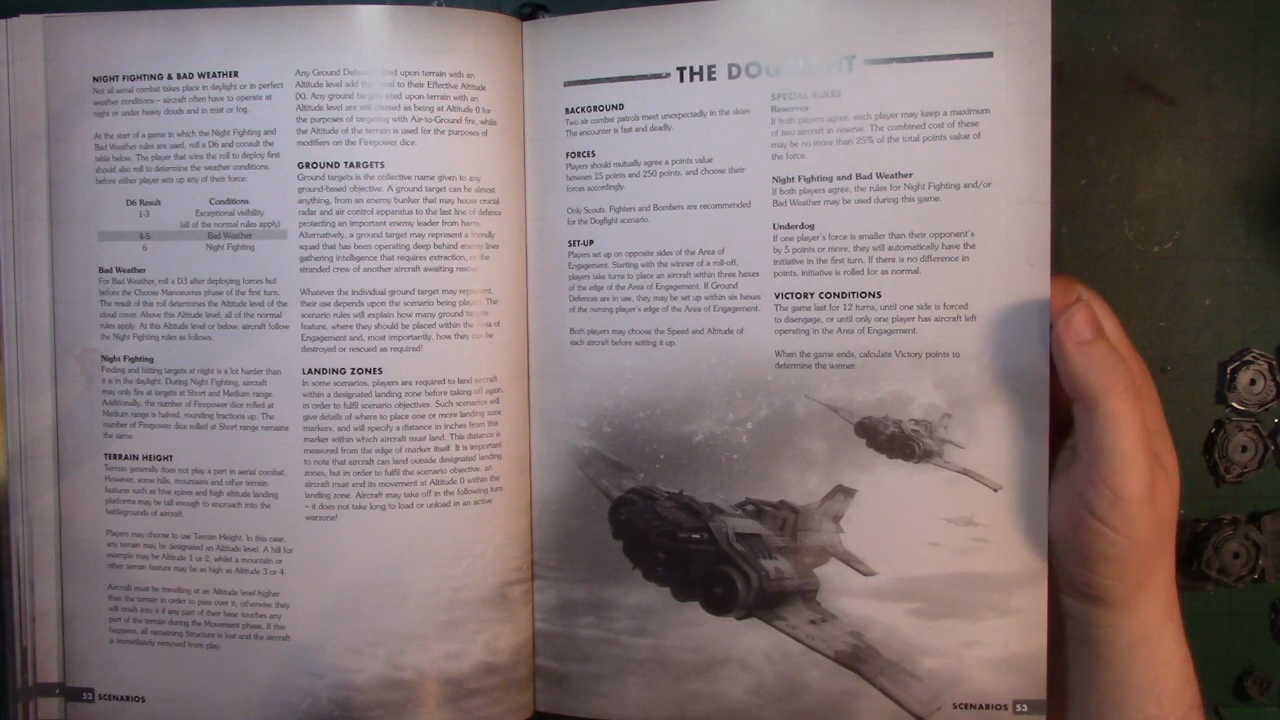 NIGHT FIGHTING & BAD WEATHER
Not all aerial combat takes place in daylight or in perfect
weather conditions – aircraft often have to operate at
night or under heavy clouds and in mist or fog.
At the start of a game in which the Night Fighting and
Bad Weather rules are used, roll a D6 and consult the
table below. The player that wins the roll to deploy first
should also roll to determine the weather conditions,
before either player sets up any of their force.
D6 Result Conditions
1-3 Exceptional visibility
(all of the normal rules apply)
4-5 Bad Weather
6 Night Fighting
Bad Weather
For Bad Weather, roll a D3 after deploying forces but
before the Choose Manoeuvres phase of the first turn.
The result of this roll determines the Altitude level of the
cloud cover. Above this Altitude level, all of the normal
rules apply. At this Altitude level or below, aircraft follow
the Night Fighting rules as follows.
Night Fighting
Finding and hitting targets at night is a lot harder than
it is in the daylight. During Night Fighting, aircraft
may only fire at targets at Short and Medium range.
Additionally, the number of Firepower dice rolled at
Medium range is halved, rounding fractions up. The
number of Firepower dice rolled at Short range remains
the same.
TERRAIN HEIGHT
Terrain generally does not play a part in aerial combat.
However, some hills, mountains and other terrain
features such as hive spires and high altitude landing
platforms may be tall enough to encroach into the
battlegrounds of aircraft.
Players may choose to use Terrain Height. In this case,
any terrain may be designated an Altitude level. A hill for
example may be Altitude 1 or 2, whilst a mountain or
other terrain feature may be as high as Altitude 3 or 4.
Aircraft must be travelling at an Altitude level higher
than the terrain in order to pass over it; otherwise they
will crash into it if any part of their base touches any
part of the terrain during the Movement phase. If this
happens, all remaining Structure is lost and the aircraft
is immediately removed from play.
Any Ground upon terrain with an
Altitude level add to their Effective Altitude
(X). Any ground upon terrain with an
Altitude level are still classed as being at Altitude 0 for
the purposes of targeting with Air-to-Ground fire, while
the Altitude of the terrain is used for the purposes of
modifiers on the Firepower dice.
GROUND TARGETS
Ground targets is the collective name given to any
ground-based objective. A ground target can be almost
anything, from an enemy bunker that may house crucial
radar and air control apparatus to the last line of defence
protecting an important enemy leader from harm.
Alternatively, a ground target may represent a friendly
squad that has been operating deep behind enemy lines
gathering intelligence that requires extraction, or the
stranded crew of another aircraft awaiting rescue.
Whatever the individual ground target may represent,
their use depends upon the scenario being played. The
scenario rules will explain how many ground targets
feature, where they should be placed within the Area of
Engagement and, most importantly, how they can be
destroyed or rescued as required!
LANDING ZONES
In some scenarios, players are required to land aircraft
within a designated landing zone before taking off again,
in order to fulfil scenario objectives. Such scenarios will
give details of where to place one or more landing zone
markers, and will specify a distance in inches from this
marker within which aircraft must land. This distance is
measured from the edge of marker itself. It is important
to note that aircraft can land outside designated landing
zones, but in order to fulfil the scenario objective, an
aircraft must end its movement at Altitude 0 within the
landing zone. Aircraft may take off in the following turn
– it does not take long to load or unload in an active
warzone!
52 SCENARIOS
THE DOGFIGHT
BACKGROUND
Two air combat patrols meet unexpectedly in the skies.
The encounter is fast and deadly.
FORCES
Players should mutually agree a points value
between 25 points and 250 points, and choose their
forces accordingly.
Only Scouts, Fighters and Bombers are recommended
for the Dogfight scenario.
SET-UP
Players set up on opposite sides of the Area of
Engagement. Starting with the winner of a roll-off,
players take turns to place an aircraft within three hexes
of the edge of the Area of Engagement. If Ground
Defences are in use, they may be set up within six hexes
of the owning player's edge of the Area of Engagement.
Both players may choose the Speed and Altitude of
each aircraft before setting it up.
SPECIAL RULES
Reserves
If both players agree, each player may keep a maximum
of two aircraft in reserve. The combined cost of these
may be no more than 25% of the total points value of
the force.
Night Fighting and Bad Weather
If both players agree, the rules for Night Fighting and/or
Bad Weather may be used during this game.
Underdog
If one player's force is smaller than their opponent's
by 5 points or more, they will automatically have the
initiative in the first turn. If there is no difference in
points, initiative is rolled for as normal.
VICTORY CONDITIONS
The game last for 12 turns, until one side is forced
to disengage, or until only one player has aircraft left
operating in the Area of Engagement.
When the game ends, calculate Victory points to
determine the winner.
SCENARIOS 53